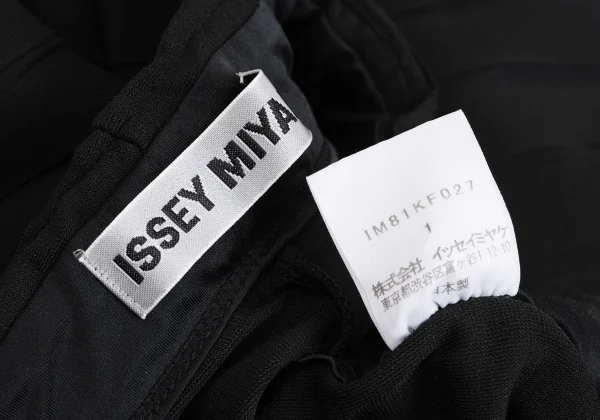 ISSEY MIYA
IM81KF027
1
株式会社 イッセイミヤケ
東京都渋谷区富ヶ谷1-12-10
本製